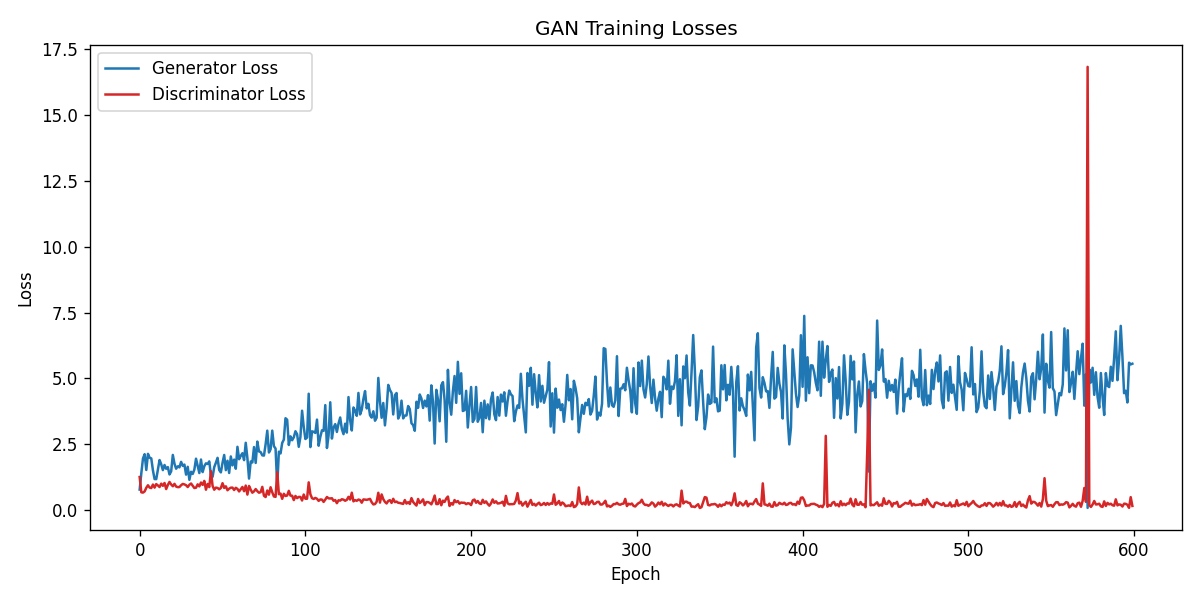 GAN Training Losses
Generator Loss
Discriminator Loss
17.5
15.0
12.5
10.0
7.5
5.0
2.5
0.0
Loss
0 100 200 300 400 500 600
Epoch